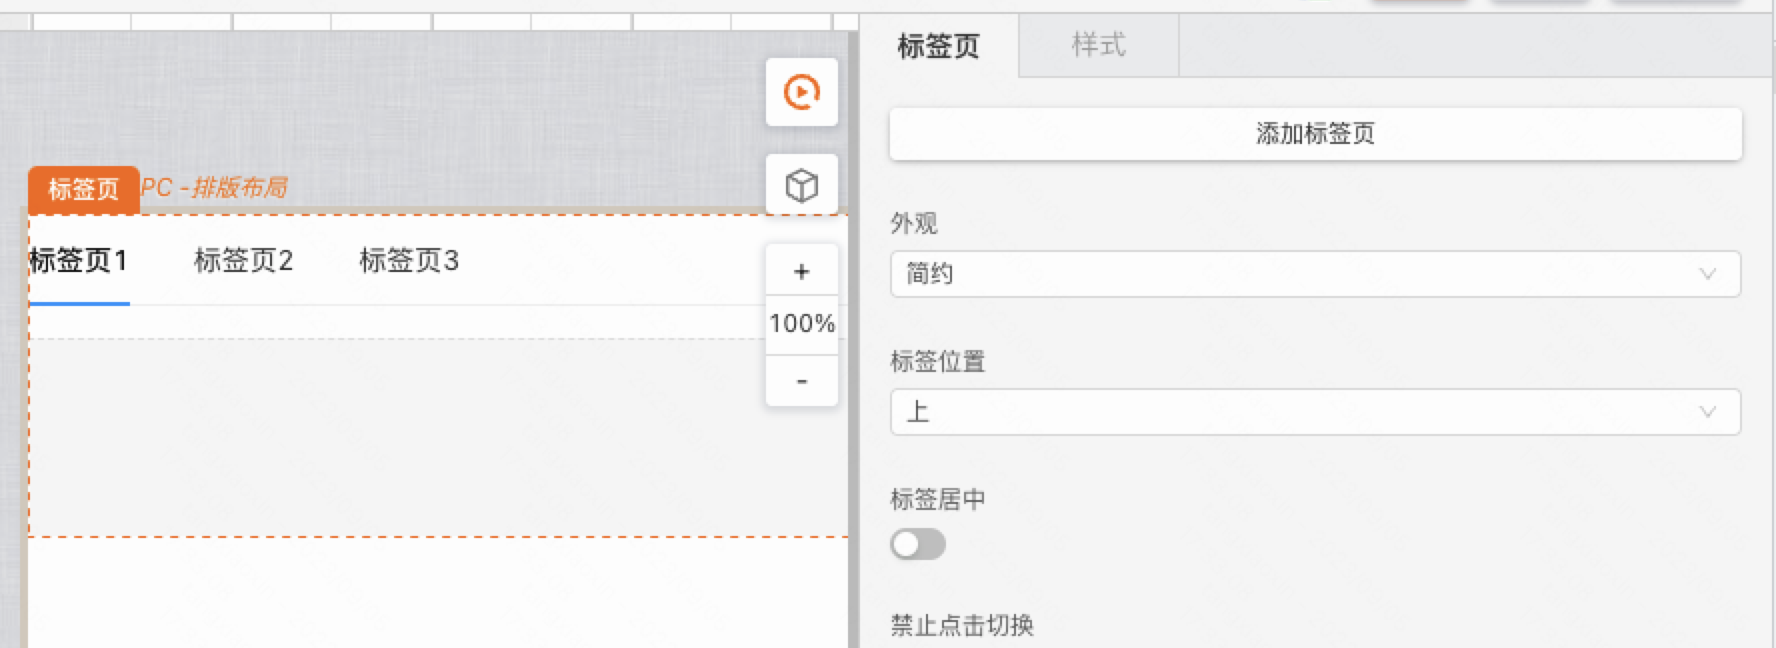 标签页
PC -排版布局
标签页1
标签页2
标签页3
+
100%
-
标签页
样式
添加标签页
外观
简约
标签位置
上
标签居中
禁止点击切换